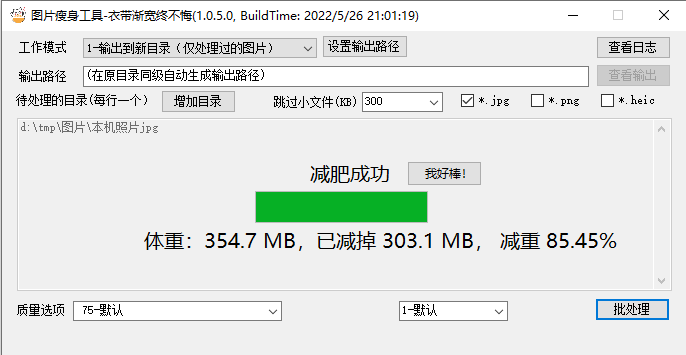 图片瘦身工具-衣带渐宽终不悔(1.0.5.0, BuildTime: 2022/5/26 21:01:19)
工作模式 1-输出到新目录（仅处理过的图片） 设置输出路径 查看日志
输出路径 (在原目录同级自动生成输出路径) 查看输出
待处理的目录(每行一个) 增加目录 跳过小文件(KB) 300 *.jpg *.png *.heic
d:\tmp\图片\本机照片jpg
减肥成功 我好棒!
体重：354.7 MB，已减掉 303.1 MB， 减重 85.45%
质量选项 75-默认 1-默认 批处理